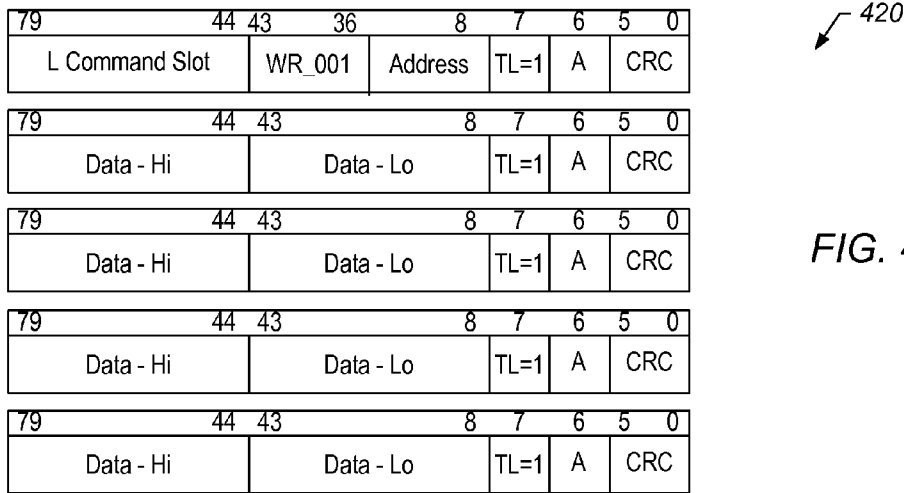 79 44 43 36 8 7 6 5 0
420
L Command Slot WR_001 Address TL=1 A CRC
79 44 43 8 7 6 5 0
Data - Hi Data - Lo TL=1 A CRC
79 44 43 8 7 6 5 0
Data - Hi Data - Lo TL=1 A CRC
FIG.
79 44 43 8 7 6 5 0
Data - Hi Data - Lo TL=1 A CRC
79 44 43 8 7 6 5 0
Data - Hi Data - Lo TL=1 A CRC